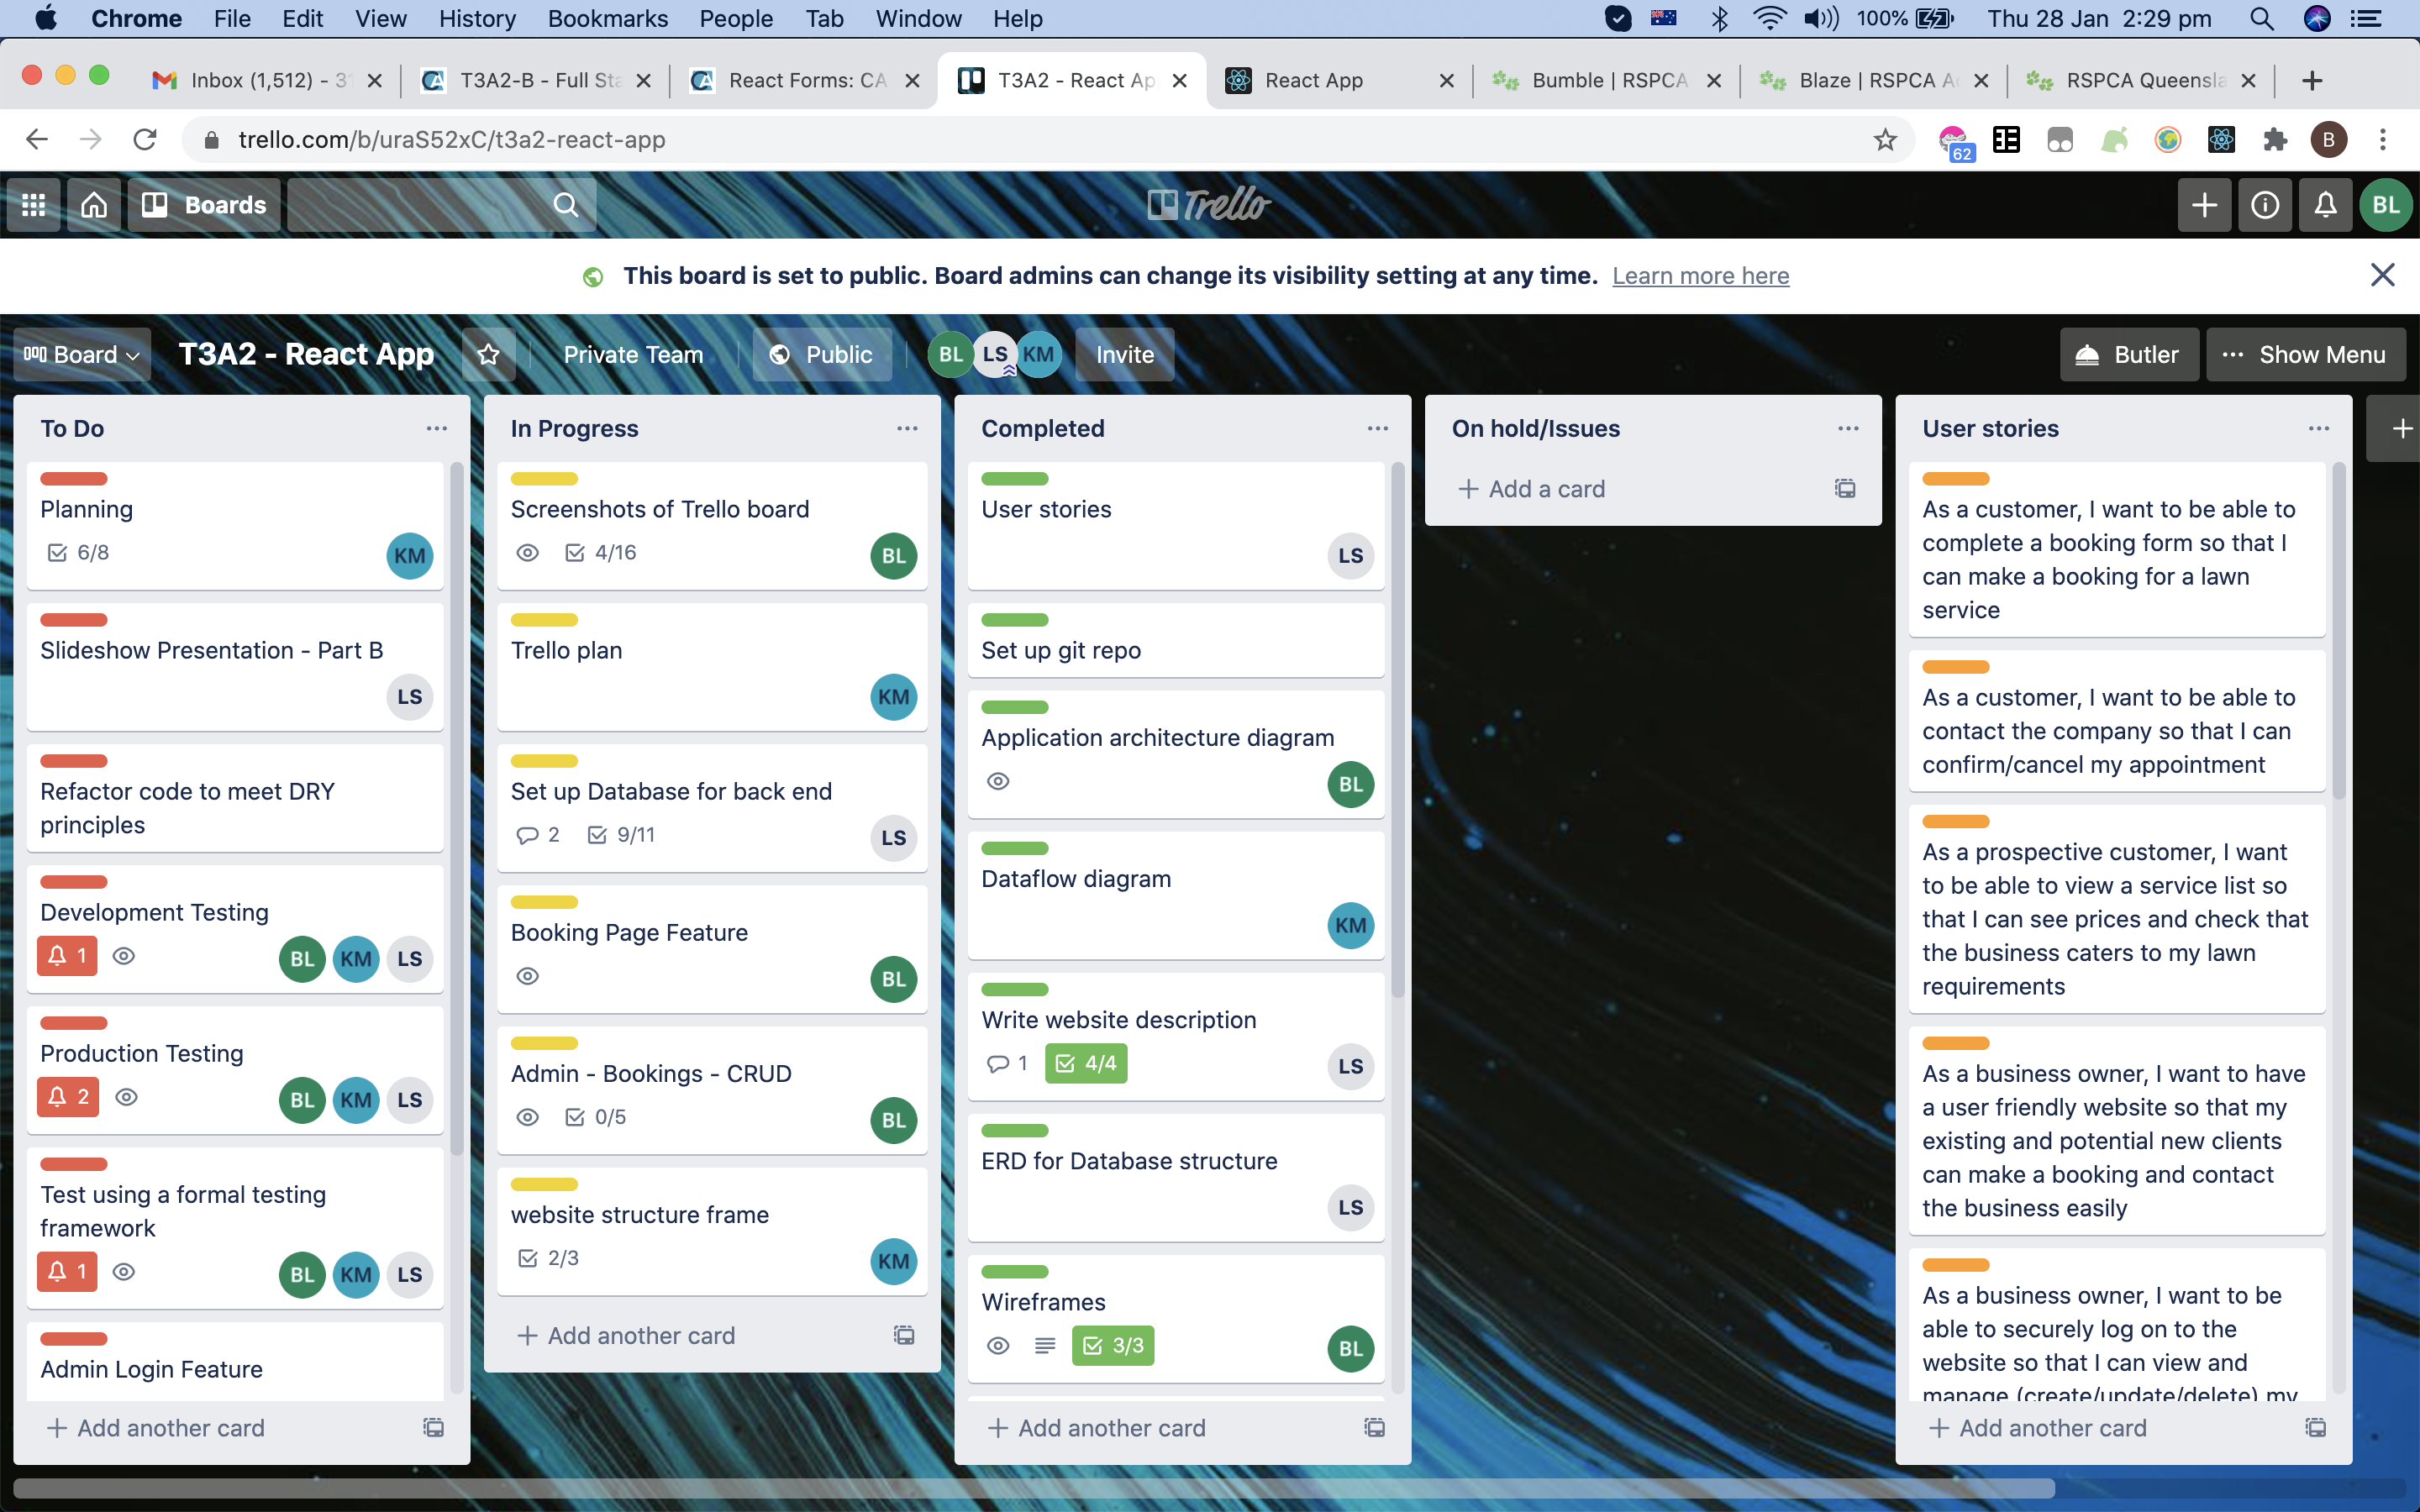 Chrome File Edit View History Bookmarks People Tab Window Help 100% Thu 28 Jan 2:29 pm
Inbox (1,512) - 3 T3A2-B - Full Sta React Forms: CA T3A2 - React Ap React App Bumble | RSPCA Blaze | RSPCA A RSPCA Queensla
trello.com/b/uraS52xC/t3a2-react-app 62 B
Boards Trello BL
This board is set to public. Board admins can change its visibility setting at any time. Learn more here
Board T3A2 - React App Private Team Public BL LS KM Invite Butler Show Menu
To Do
Planning
6/8 KM
Slideshow Presentation - Part B
LS
Refactor code to meet DRY
principles
Development Testing
1 BL KM LS
Production Testing
2 BL KM LS
Test using a formal testing
framework
1 BL KM LS
Admin Login Feature
Add another card
In Progress
Screenshots of Trello board
4/16 BL
Trello plan
KM
Set up Database for back end
2 9/11 LS
Booking Page Feature
BL
Admin - Bookings - CRUD
0/5 BL
website structure frame
2/3 KM
Add another card
Completed
User stories
LS
Set up git repo
Application architecture diagram
BL
Dataflow diagram
KM
Write website description
1 4/4 LS
ERD for Database structure
LS
Wireframes
3/3 BL
Add another card
On hold/Issues
Add a card
User stories
As a customer, I want to be able to
complete a booking form so that I
can make a booking for a lawn
service
As a customer, I want to be able to
contact the company so that I can
confirm/cancel my appointment
As a prospective customer, I want
to be able to view a service list so
that I can see prices and check that
the business caters to my lawn
requirements
As a business owner, I want to have
a user friendly website so that my
existing and potential new clients
can make a booking and contact
the business easily
As a business owner, I want to be
able to securely log on to the
website so that I can view and
manage (create/update/delete) my
Add another card